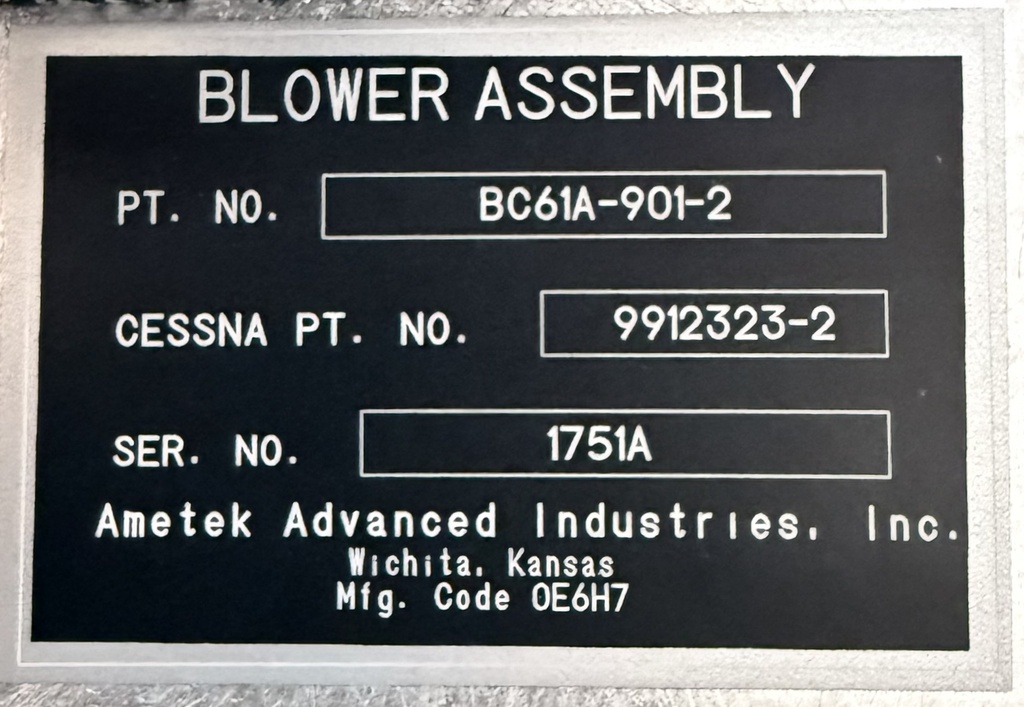 BLOWER ASSEMBLY
PT. NO. BC61A-901-2
CESSNA PT. NO. 9912323-2
SER. NO. 1751A
Ametek Advanced Industries, Inc.
Wichita, Kansas
Mfg. Code 0E6H7